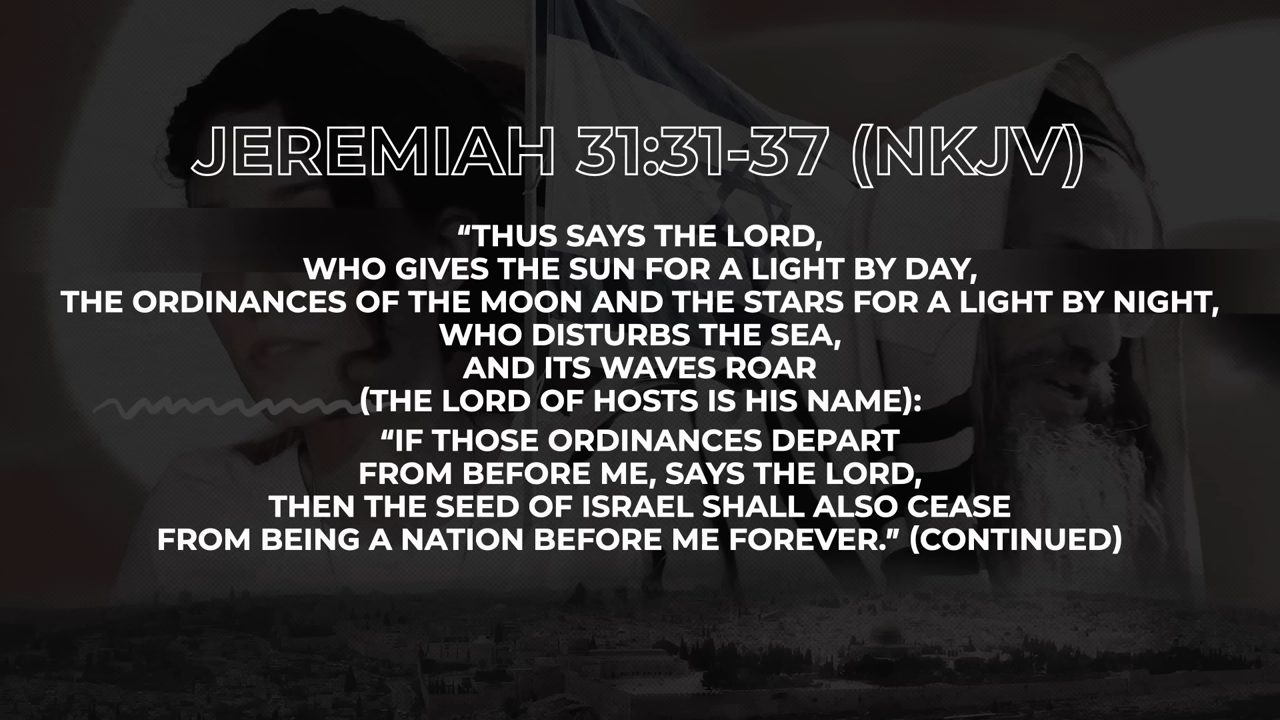 JEREMIAH 31:31-37 (NKJV)
“THUS SAYS THE LORD,
WHO GIVES THE SUN FOR A LIGHT BY DAY,
THE ORDINANCES OF THE MOON AND THE STARS FOR A LIGHT BY NIGHT,
WHO DISTURBS THE SEA,
AND ITS WAVES ROAR
(THE LORD OF HOSTS IS HIS NAME):
“IF THOSE ORDINANCES DEPART
FROM BEFORE ME, SAYS THE LORD,
THEN THE SEED OF ISRAEL SHALL ALSO CEASE
FROM BEING A NATION BEFORE ME FOREVER.” (CONTINUED)